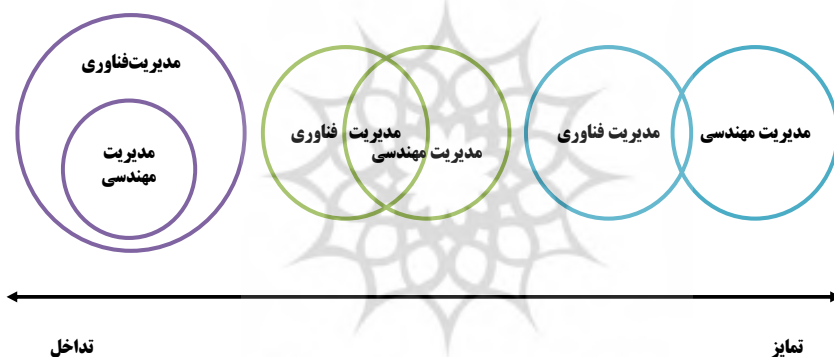 مدیریت مهندسی
مدیریت فناوری
مدیریت فناوری
مدیریت مهندسی
مدیریت‌فناوری
مدیریت
مهندسی
تمایز
تداخل